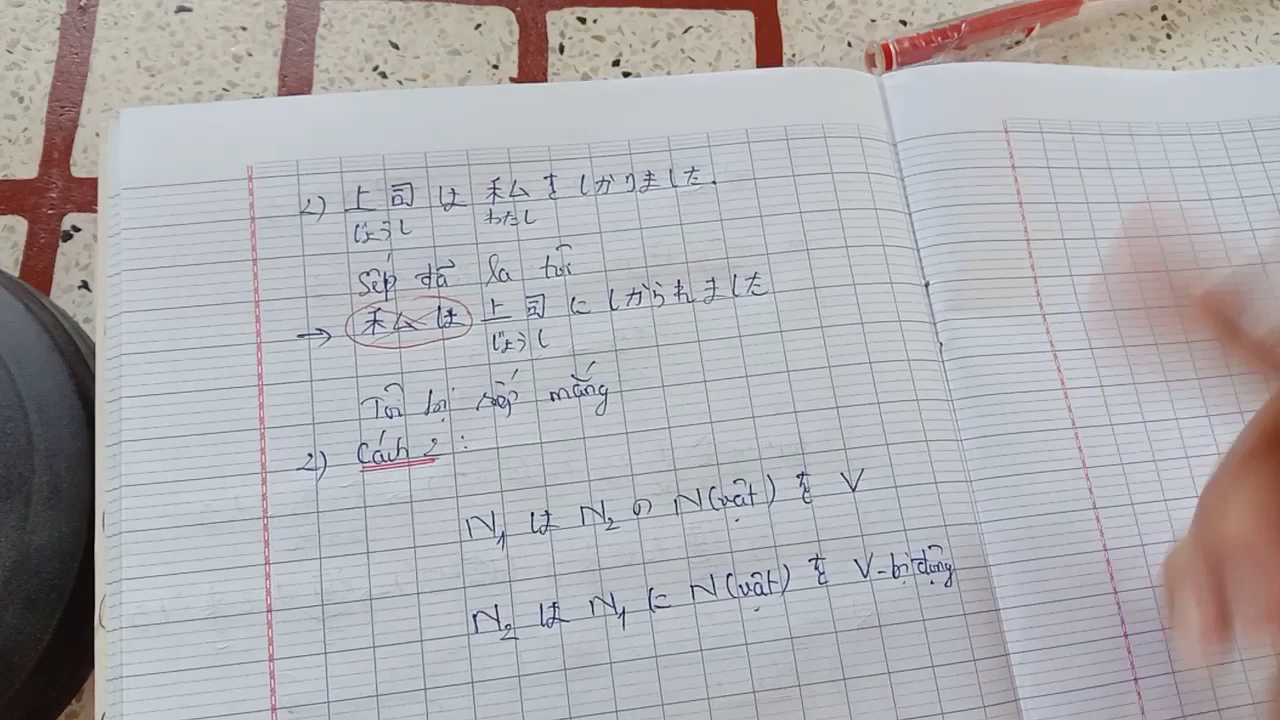 2) 上司は私をしかりました.
じょうし わたし
Sếp đã la tôi
→ 私は上司にしかられました
じょうし
Tôi bị sếp mắng
2) Cách 2 :
N1 は N2 の N(vật) を V
N2 は N1 に N(vật) を V-bị động